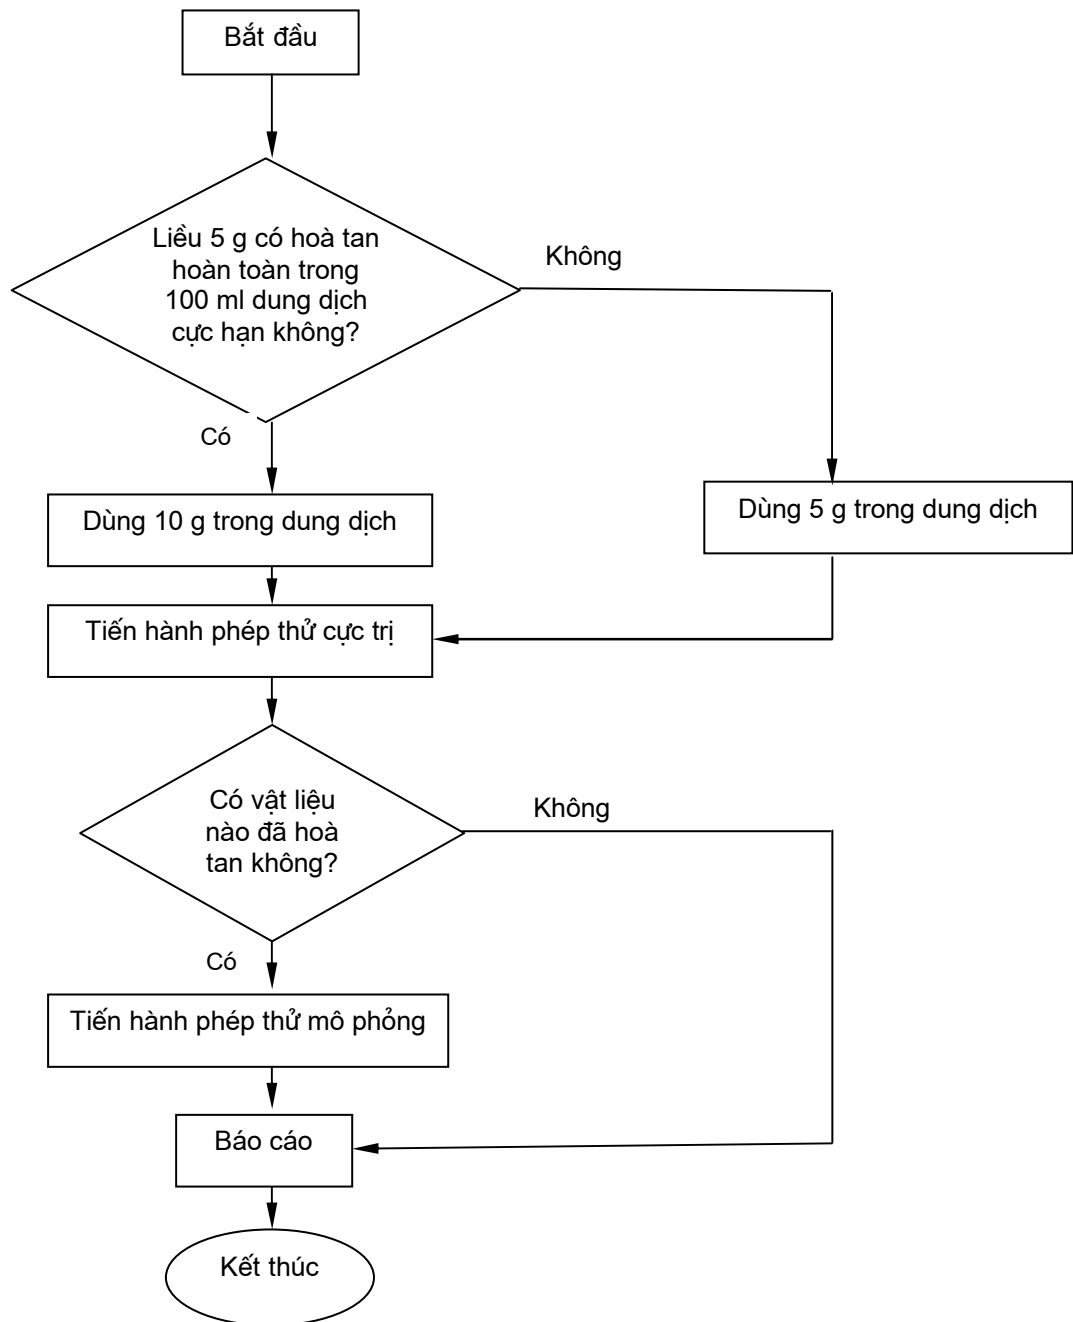 Bắt đầu
Liều 5 g có hoà tan
hoàn toàn trong
100 ml dung dịch
cực hạn không?
Không
Có
Dùng 10 g trong dung dịch
Dùng 5 g trong dung dịch
Tiến hành phép thử cực trị
Có vật liệu
nào đã hoà
tan không?
Không
Có
Tiến hành phép thử mô phỏng
Báo cáo
Kết thúc